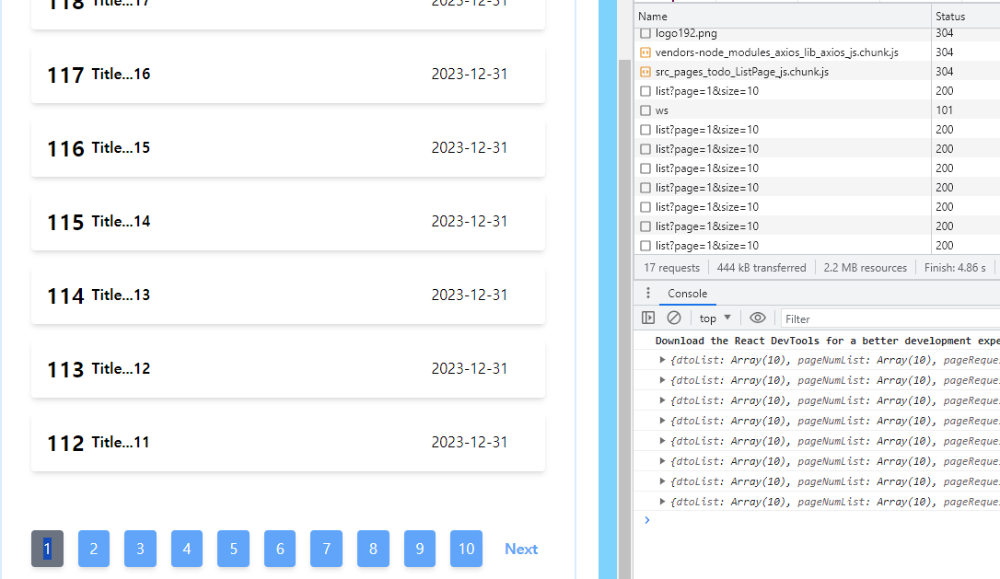 118 Title...17 2023-12-31
117 Title...16 2023-12-31
116 Title...15 2023-12-31
115 Title...14 2023-12-31
114 Title...13 2023-12-31
113 Title...12 2023-12-31
112 Title...11 2023-12-31
1 2 3 4 5 6 7 8 9 10 Next
Name Status
logo192.png 304
vendors-node_modules_axios_lib_axios_js.chunk.js 304
src_pages_todo_ListPage_js.chunk.js 304
list?page=1&size=10 200
ws 101
list?page=1&size=10 200
list?page=1&size=10 200
list?page=1&size=10 200
list?page=1&size=10 200
list?page=1&size=10 200
list?page=1&size=10 200
list?page=1&size=10 200
17 requests 444 kB transferred 2.2 MB resources Finish: 4.86 s
Console
top Filter
Download the React DevTools for a better development expe
{dtoList: Array(10), pageNumList: Array(10), pageReque
{dtoList: Array(10), pageNumList: Array(10), pageReque
{dtoList: Array(10), pageNumList: Array(10), pageReque
{dtoList: Array(10), pageNumList: Array(10), pageReque
{dtoList: Array(10), pageNumList: Array(10), pageReque
{dtoList: Array(10), pageNumList: Array(10), pageReque
{dtoList: Array(10), pageNumList: Array(10), pageReque
{dtoList: Array(10), pageNumList: Array(10), pageReque